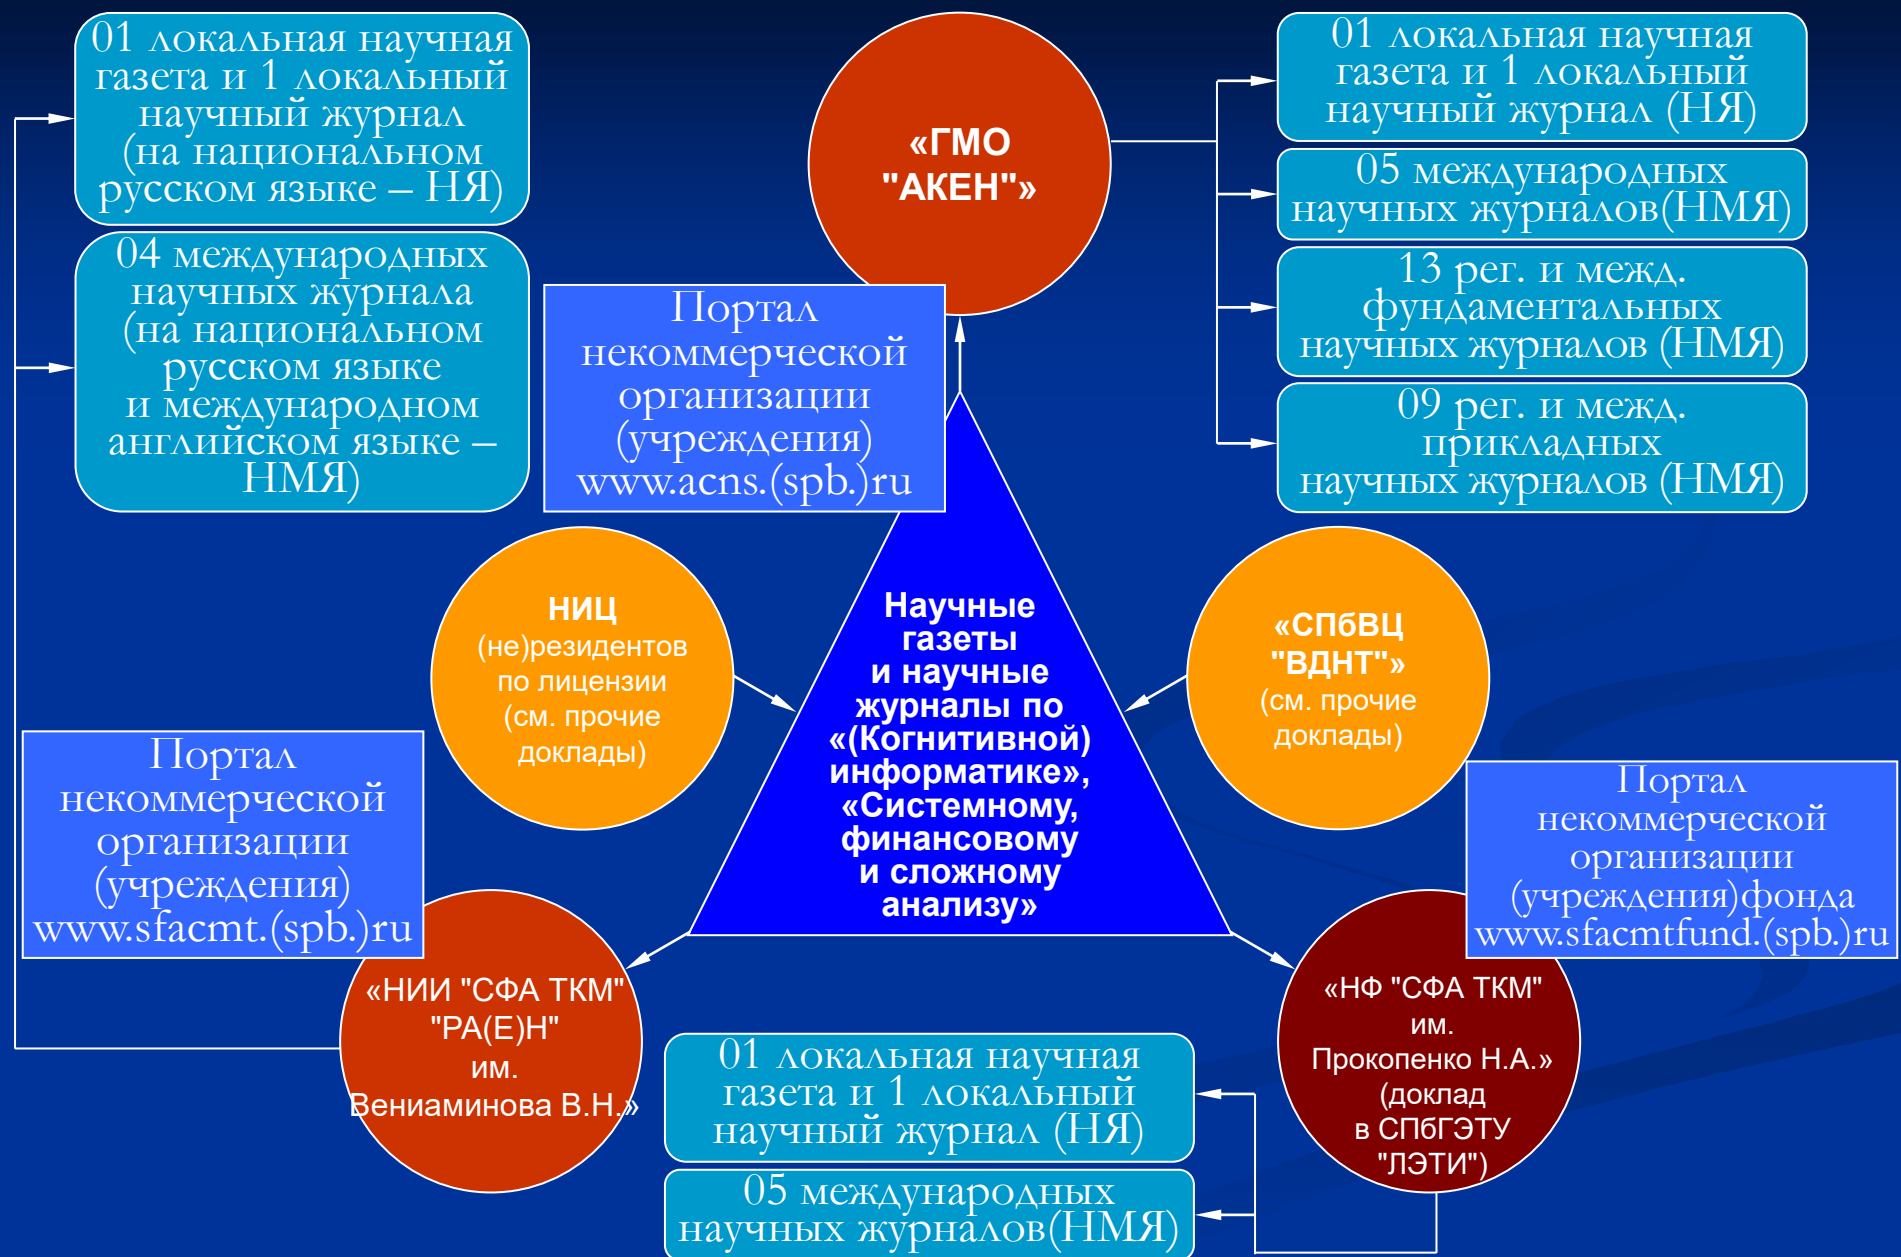 01 локальная научная
газета и 1 локальный
научный журнал
(на национальном
русском языке – НЯ)
04 международных
научных журнала
(на национальном
русском языке
и международном
английском языке –
НМЯ)
«ГМО
"АКЕН"»
01 локальная научная
газета и 1 локальный
научный журнал (НЯ)
05 международных
научных журналов(НМЯ)
13 рег. и межд.
фундаментальных
научных журналов (НМЯ)
09 рег. и межд.
прикладных
научных журналов (НМЯ)
Портал
некоммерческой
организации
(учреждения)
www.acns.(spb.)ru
НИЦ
(не)резидентов
по лицензии
(см. прочие
доклады)
Научные
газеты
и научные
журналы по
«(Когнитивной)
информатике»,
«Системному,
финансовому
и сложному
анализу»
«СПбВЦ
"ВДНТ"»
(см. прочие
доклады)
Портал
некоммерческой
организации
(учреждения)
www.sfacmt.(spb.)ru
Портал
некоммерческой
организации
(учреждения)фонда
www.sfacmtfund.(spb.)ru
«НИИ "СФА ТКМ"
"РА(Е)Н"
им.
Вениаминова В.Н.»
«НФ "СФА ТКМ"
им.
Прокопенко Н.А.»
(доклад
в СПбГЭТУ
"ЛЭТИ")
01 локальная научная
газета и 1 локальный
научный журнал (НЯ)
05 международных
научных журналов(НМЯ)